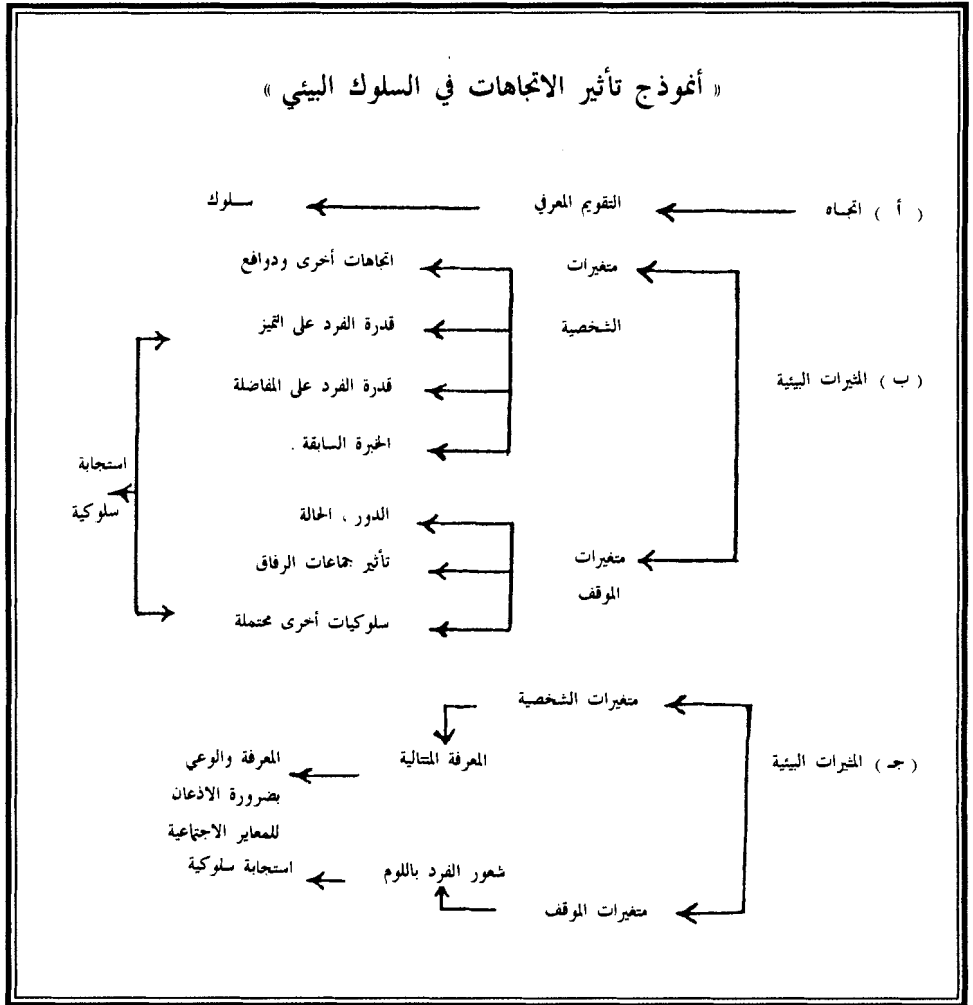 « أنموذج تأثير الاتجاهات في السلوك البيئي »
( أ ) اتجاه التقويم المعرفي سلوك
متغيرات اتجاهات أخرى ودوافع
الشخصية قدرة الفرد على التميز
( ب ) المثيرات البيئية قدرة الفرد على المفاضلة
الخبرة السابقة .
استجابة
سلوكية
الدور ، الحالة
متغيرات تأثير جماعات الرفاق
الموقف
سلوكيات أخرى محتملة
متغيرات الشخصية
( جـ ) المثيرات البيئية المعرفة المتتالية المعرفة والوعي
بضرورة الاذعان
للمعاير الاجتماعية
شعور الفرد باللوم استجابة سلوكية
متغيرات الموقف